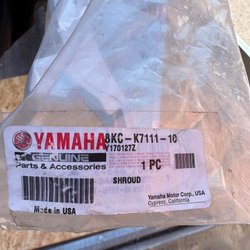 YAMAHA
8KC-K7111-10
Y170127Z
GENUINE
Parts & Accessories
1 PC
SHROUD
Made in USA
Yamaha Motor Corp., USA
Cypress, California